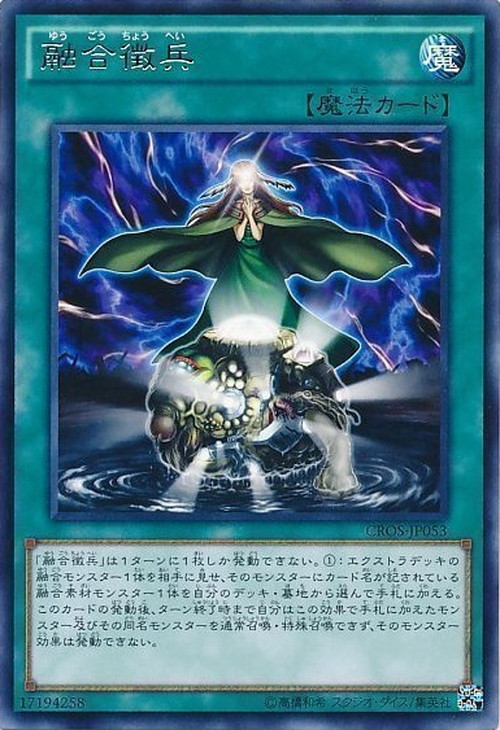 融合徴兵
魔
【魔法カード】
CROS-JP053
「融合徴兵」は1ターンに1枚しか発動できない。①：エクストラデッキの
融合モンスター1体を相手に見せ、そのモンスターにカード名が記されている
融合素材モンスター1体を自分のデッキ・墓地から選んで手札に加える。
このカードの発動後、ターン終了時まで自分はこの効果で手札に加えたモン
スター及びその同名モンスターを通常召喚・特殊召喚できず、そのモンスター
効果は発動できない。
17194258
©高橋和希 スタジオ・ダイス/集英社